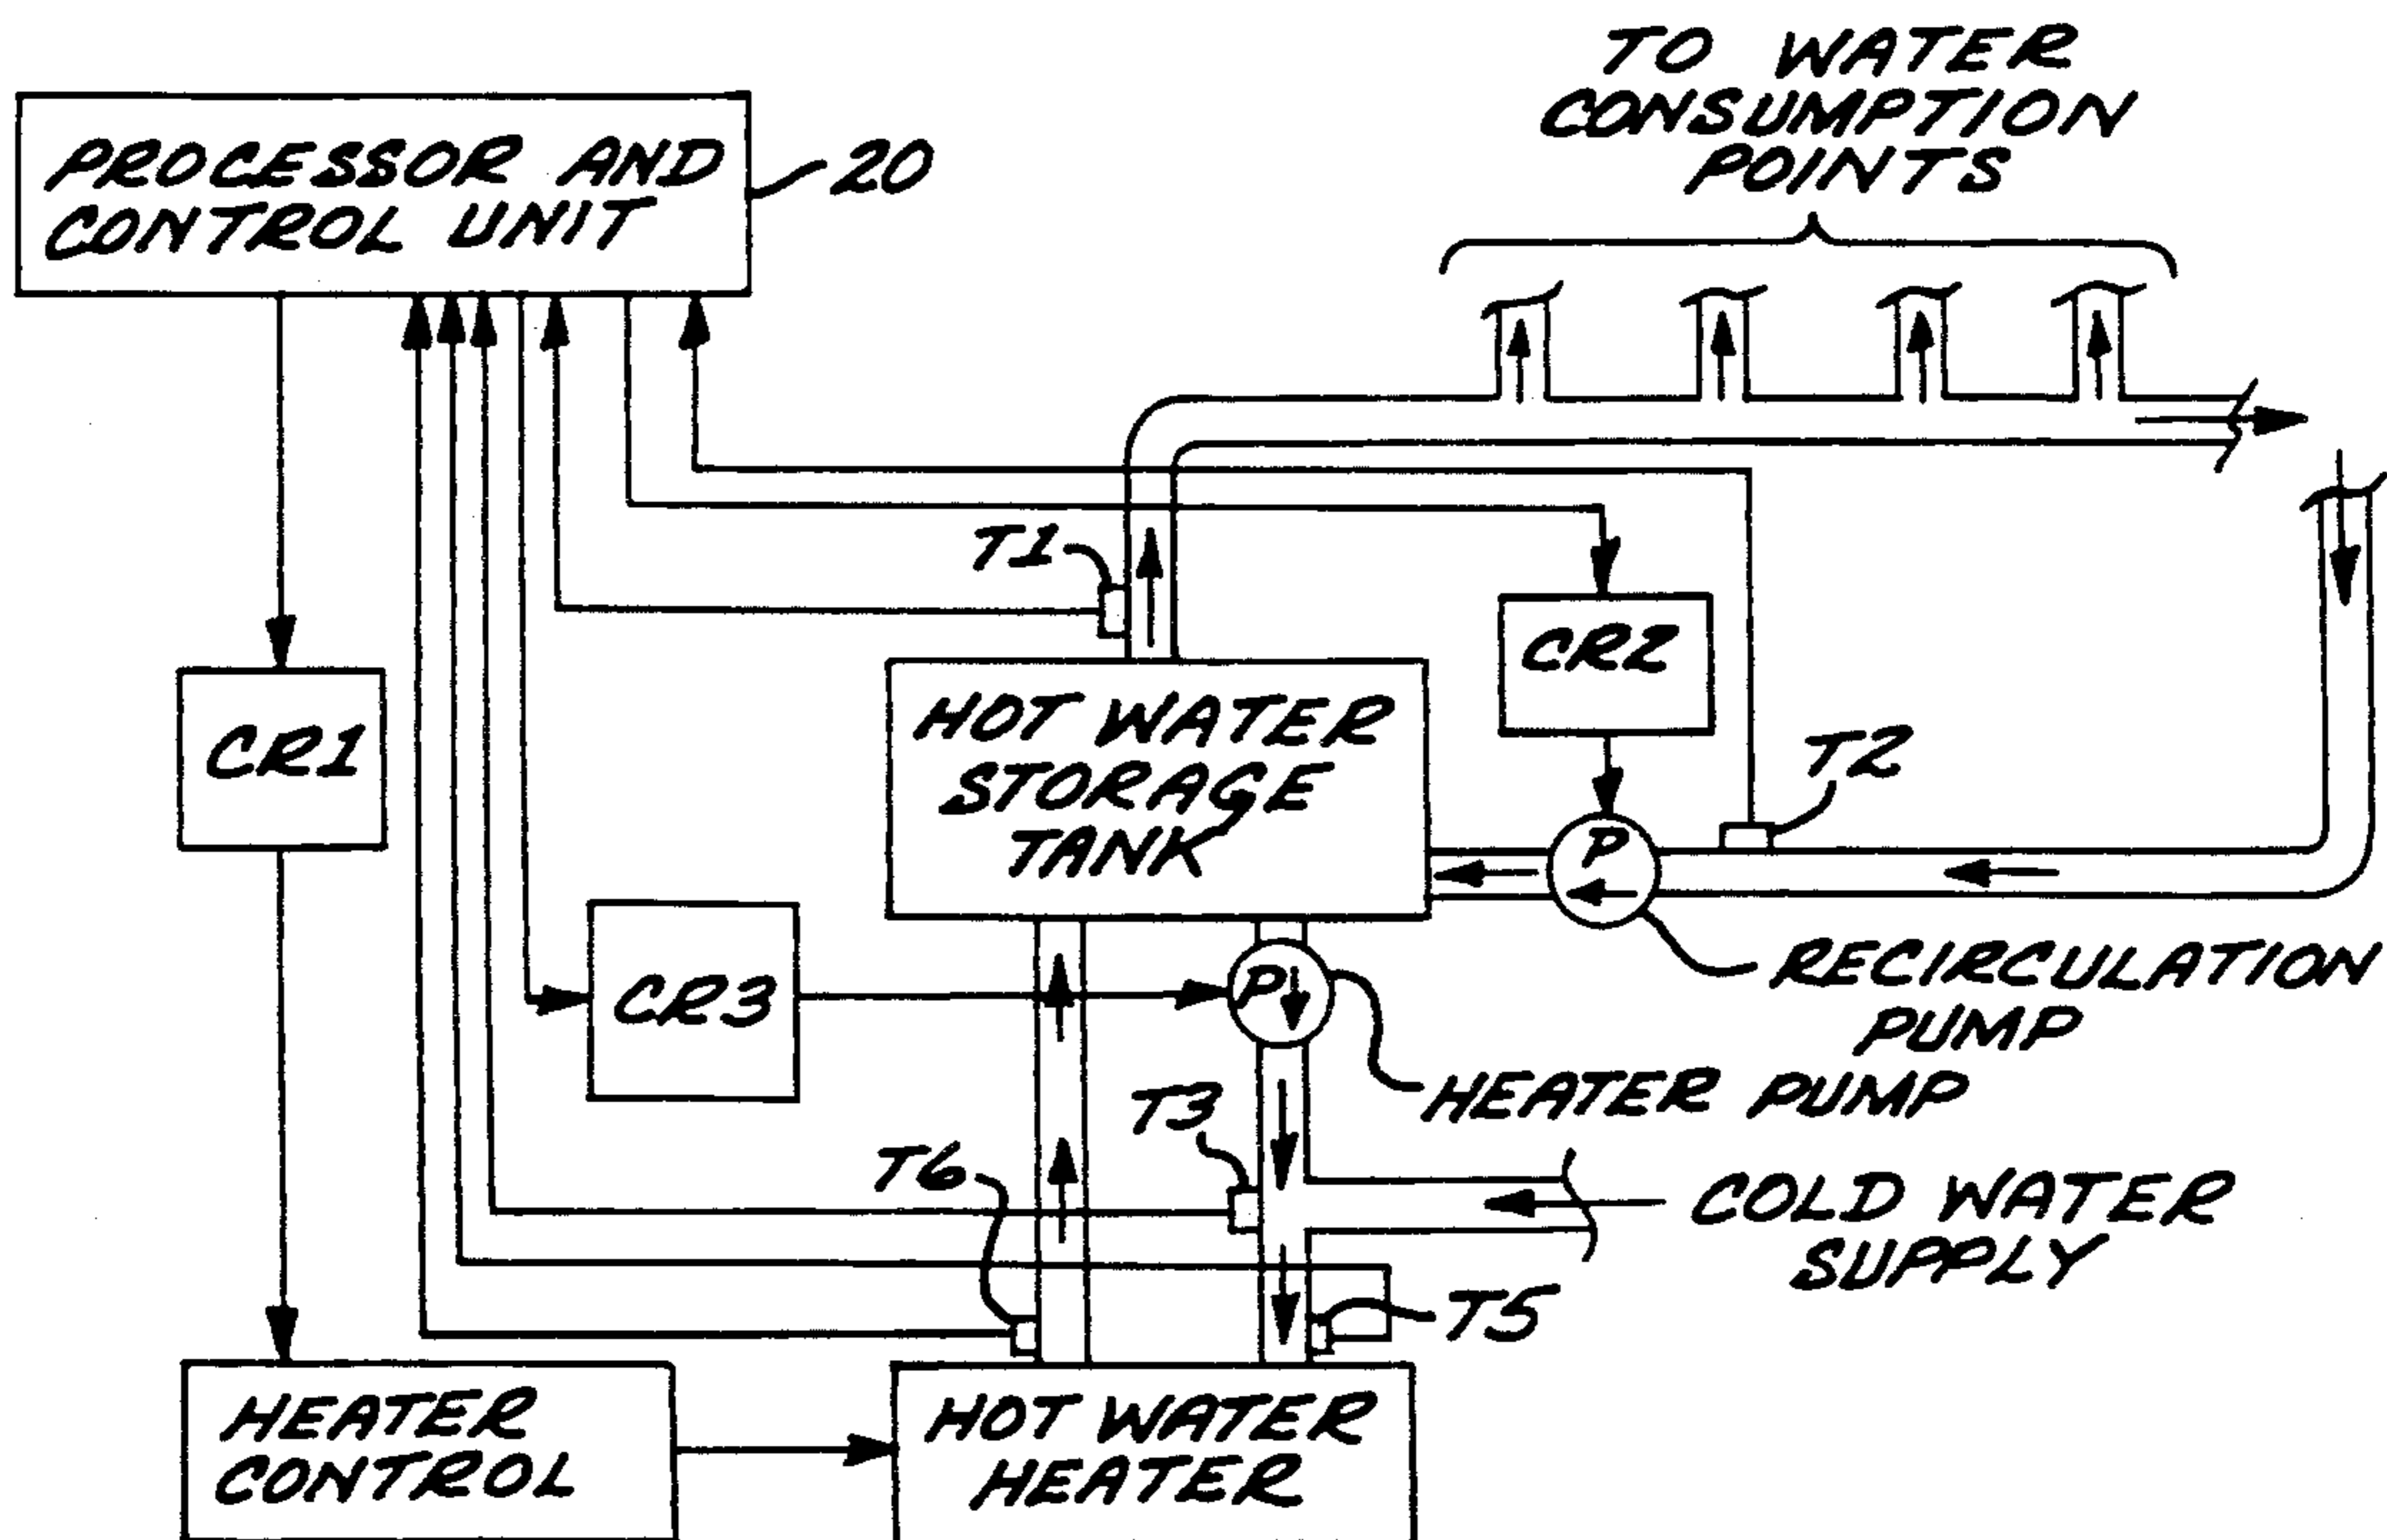 TO WATER
CONSUMPTION
POINTS
PROCESSOR AND
CONTROL UNIT
20
T1
CR2
CR1
HOT WATER
STORAGE
TANK
T2
P
CR3
P
RECIRCULATION
PUMP
HEATER PUMP
T3
T6
COLD WATER
SUPPLY
T5
HEATER
CONTROL
HOT WATER
HEATER